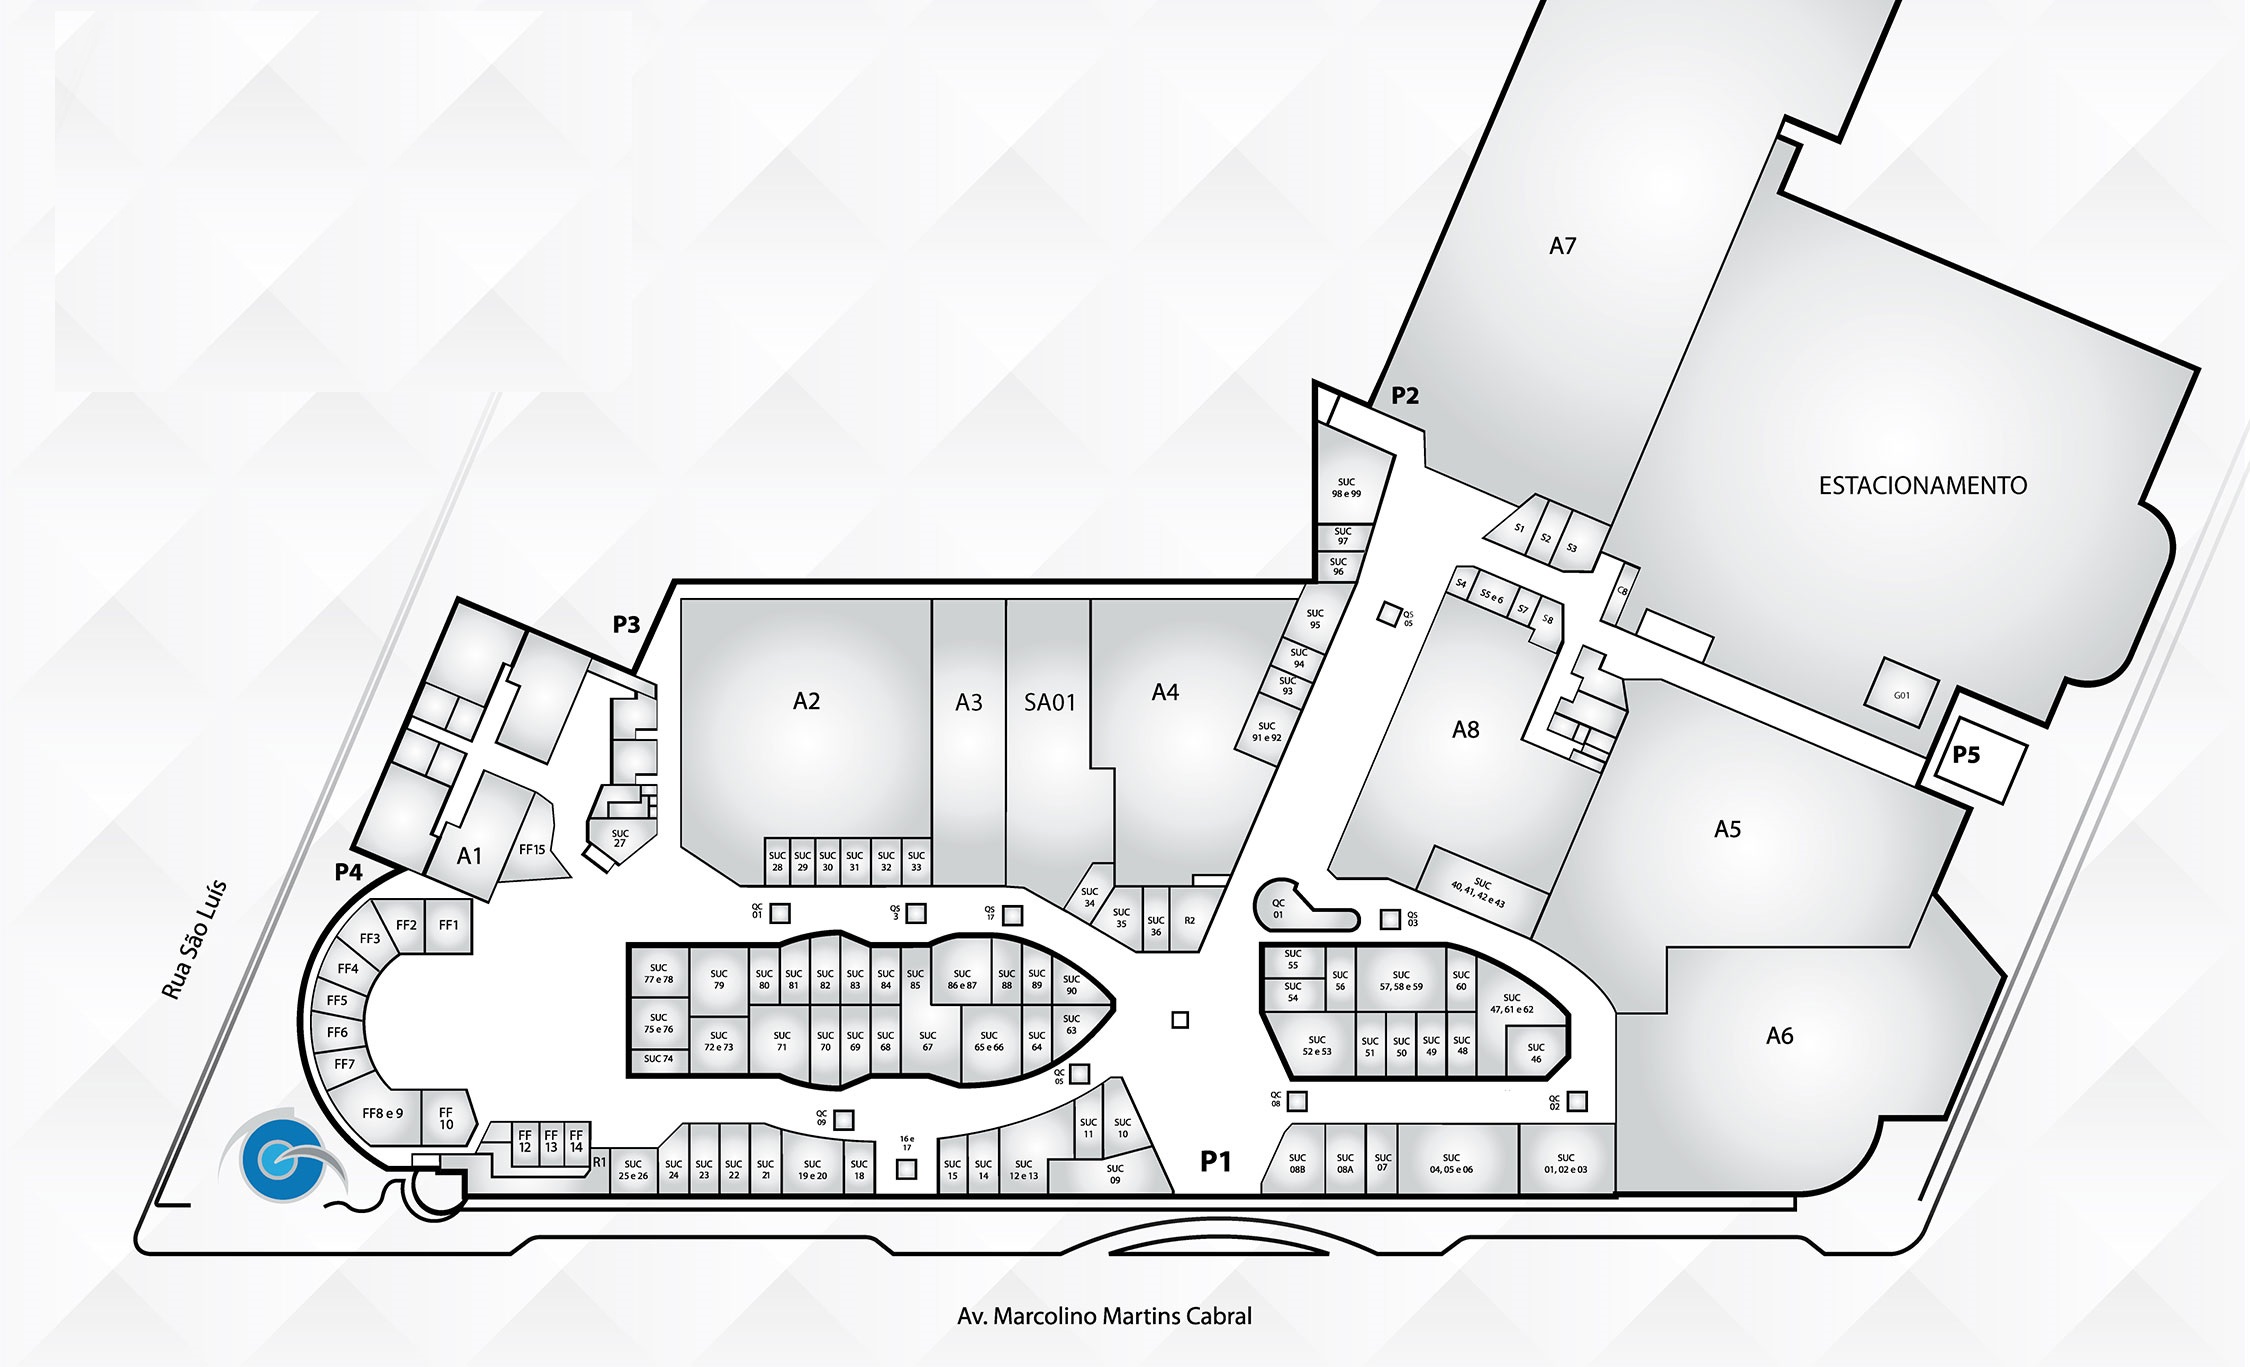 A7
P2
ESTACIONAMENTO
SUC
98 e 99
SUC
97
SUC
96
S1
S2
S3
S4
S5 e 6
S7
S8
CB
QS
05
G01
P5
P3
SUC
95
SUC
94
SUC
93
SUC
91 e 92
A2
A3
SA01
A4
A8
A5
A6
SUC
27
A1
FF15
P4
SUC
28
SUC
29
SUC
30
SUC
31
SUC
32
SUC
33
SUC
34
SUC
35
SUC
36
R2
SUC
40, 41, 42 e 43
QC
01
QS
3
QS
17
QC
01
QS
03
Rua São Luís
FF1
FF2
FF3
FF4
FF5
FF6
FF7
FF8 e 9
FF
10
SUC
77 e 78
SUC
79
SUC
80
SUC
81
SUC
82
SUC
83
SUC
84
SUC
85
SUC
86 e 87
SUC
88
SUC
89
SUC
90
SUC
75 e 76
SUC 74
SUC
72 e 73
SUC
71
SUC
70
SUC
69
SUC
68
SUC
67
SUC
65 e 66
SUC
64
SUC
63
SUC
55
SUC
54
SUC
56
SUC
57, 58 e 59
SUC
60
SUC
47, 61 e 62
SUC
52 e 53
SUC
51
SUC
50
SUC
49
SUC
48
SUC
46
QC
05
QC
09
QC
08
QC
02
FF
12
FF
13
FF
14
R1
SUC
25 e 26
SUC
24
SUC
23
SUC
22
SUC
21
SUC
19 e 20
SUC
18
16 e
17
SUC
15
SUC
14
SUC
12 e 13
SUC
11
SUC
10
SUC
09
P1
SUC
08B
SUC
08A
SUC
07
SUC
04, 05 e 06
SUC
01, 02 e 03
Av. Marcolino Martins Cabral